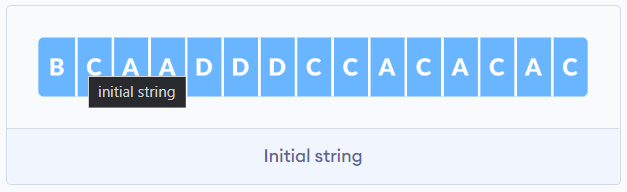 B C A A D D D C C A C A C A C
initial string
Initial string